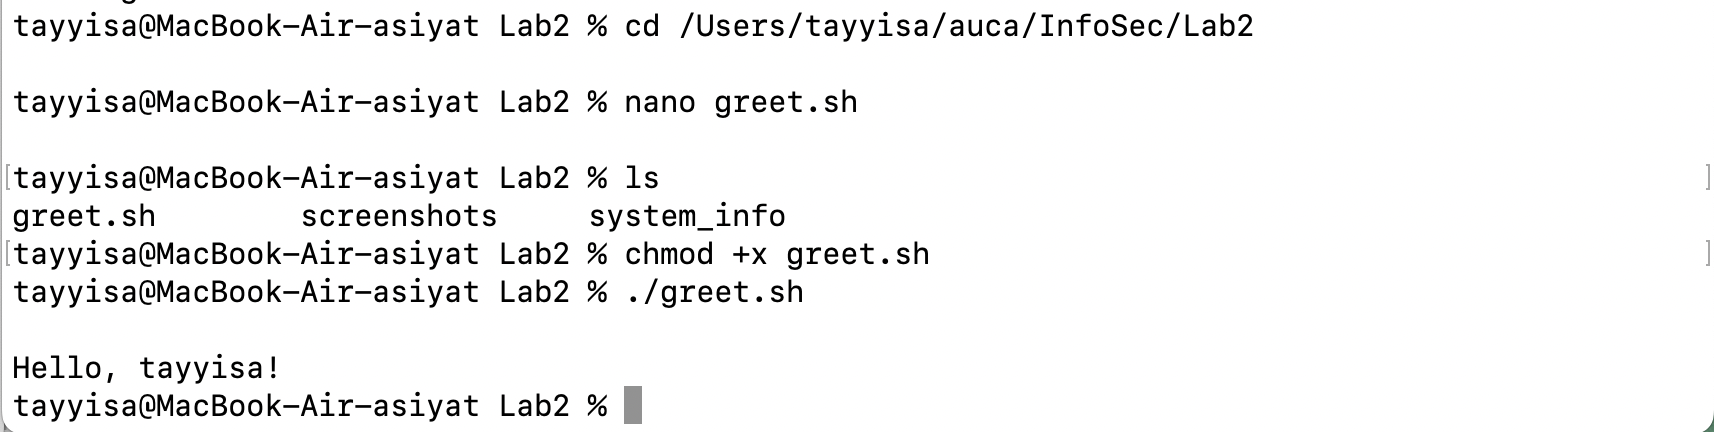 tayyisa@MacBook-Air-asiyat Lab2 % cd /Users/tayyisa/auca/InfoSec/Lab2
tayyisa@MacBook-Air-asiyat Lab2 % nano greet.sh
[tayyisa@MacBook-Air-asiyat Lab2 % ls ]
greet.sh screenshots system_info
[tayyisa@MacBook-Air-asiyat Lab2 % chmod +x greet.sh ]
tayyisa@MacBook-Air-asiyat Lab2 % ./greet.sh
Hello, tayyisa!
tayyisa@MacBook-Air-asiyat Lab2 %